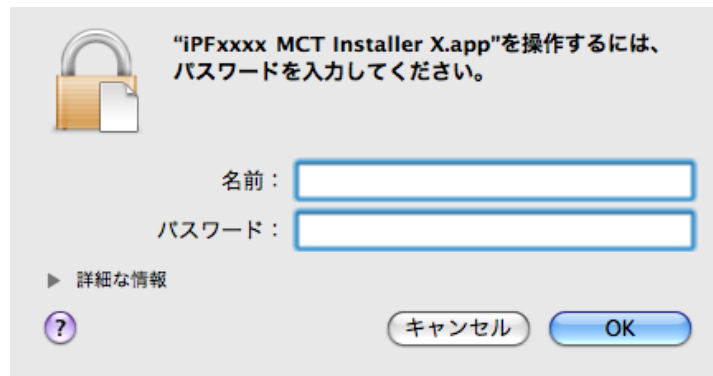 “iPFxxxx MCT Installer X.app"を操作するには、
パスワードを入力してください。
名前：
パスワード：
詳細な情報
?
キャンセル
OK